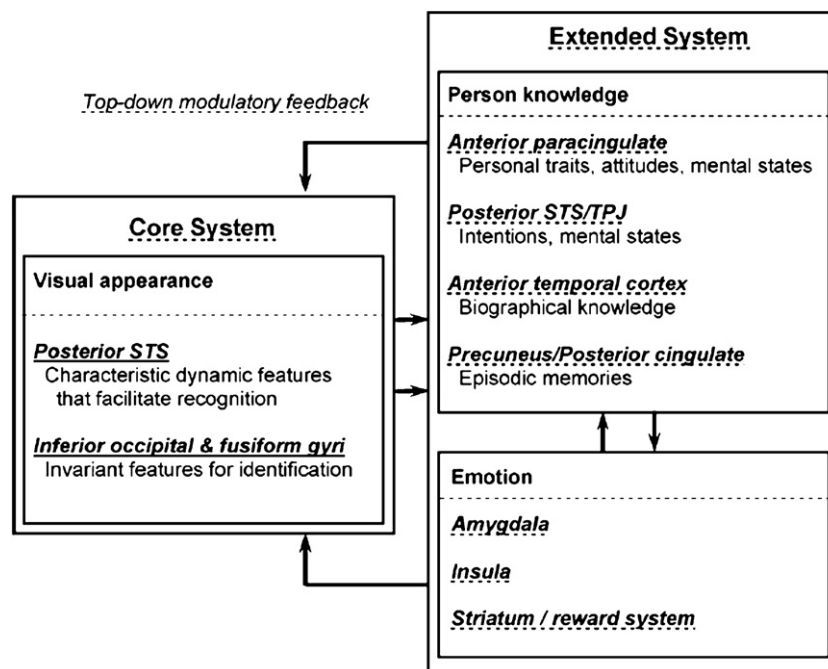 Extended System
Top-down modulatory feedback
Person knowledge
Anterior paracingulate
Personal traits, attitudes, mental states
Posterior STS/TPJ
Intentions, mental states
Anterior temporal cortex
Biographical knowledge
Precuneus/Posterior cingulate
Episodic memories
Core System
Visual appearance
Posterior STS
Characteristic dynamic features
that facilitate recognition
Inferior occipital & fusiform gyri
Invariant features for identification
Emotion
Amygdala
Insula
Striatum / reward system